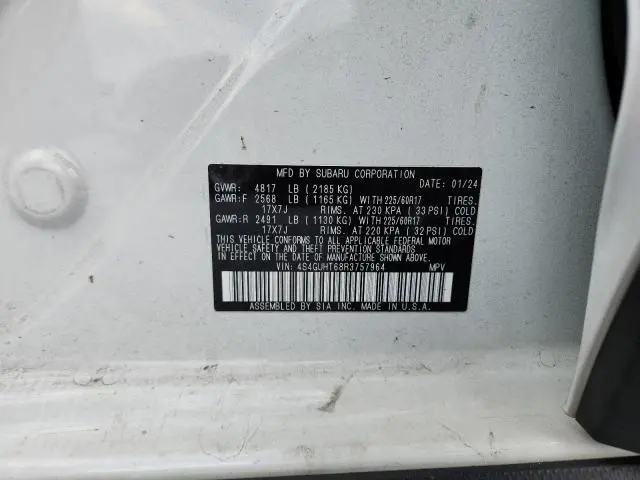 MFD BY SUBARU CORPORATION
GVWR: 4817 LB ( 2185 KG) DATE: 01/24
GAWR:F 2568 LB ( 1165 KG) WITH 225/60R17 TIRES,
17X7J RIMS, AT 230 KPA ( 33 PSI) COLD
GAWR:R 2491 LB ( 1130 KG) WITH 225/60R17 TIRES,
17X7J RIMS, AT 220 KPA ( 32 PSI) COLD
THIS VEHICLE CONFORMS TO ALL APPLICABLE FEDERAL MOTOR
VEHICLE SAFETY AND THEFT PREVENTION STANDARDS IN EFFECT
ON THE DATE OF MANUFACTURE SHOWN ABOVE.
VIN: 4S4GUHT68R3757964 MPV
ASSEMBLED BY SIA INC. MADE IN U.S.A.